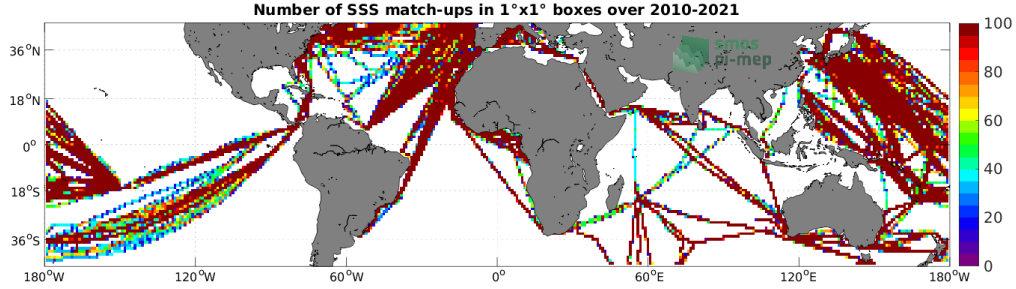 Number of SSS match-ups in 1°x1° boxes over 2010-2021
smos
pi-mep
36°N
18°N
0°
18°S
36°S
180°W
120°W
60°W
0°
60°E
120°E
180°W
100
80
60
40
20
0